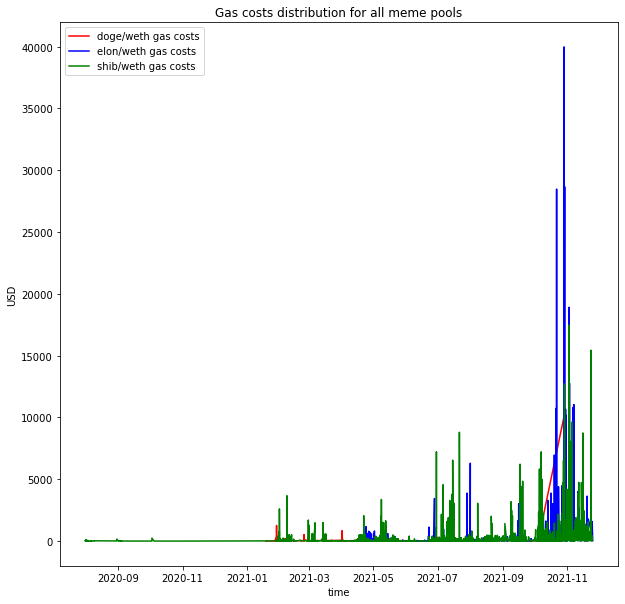 Gas costs distribution for all meme pools
doge/weth gas costs
elon/weth gas costs
shib/weth gas costs
40000
35000
30000
25000
20000
15000
10000
5000
0
USD
2020-09 2020-11 2021-01 2021-03 2021-05 2021-07 2021-09 2021-11
time